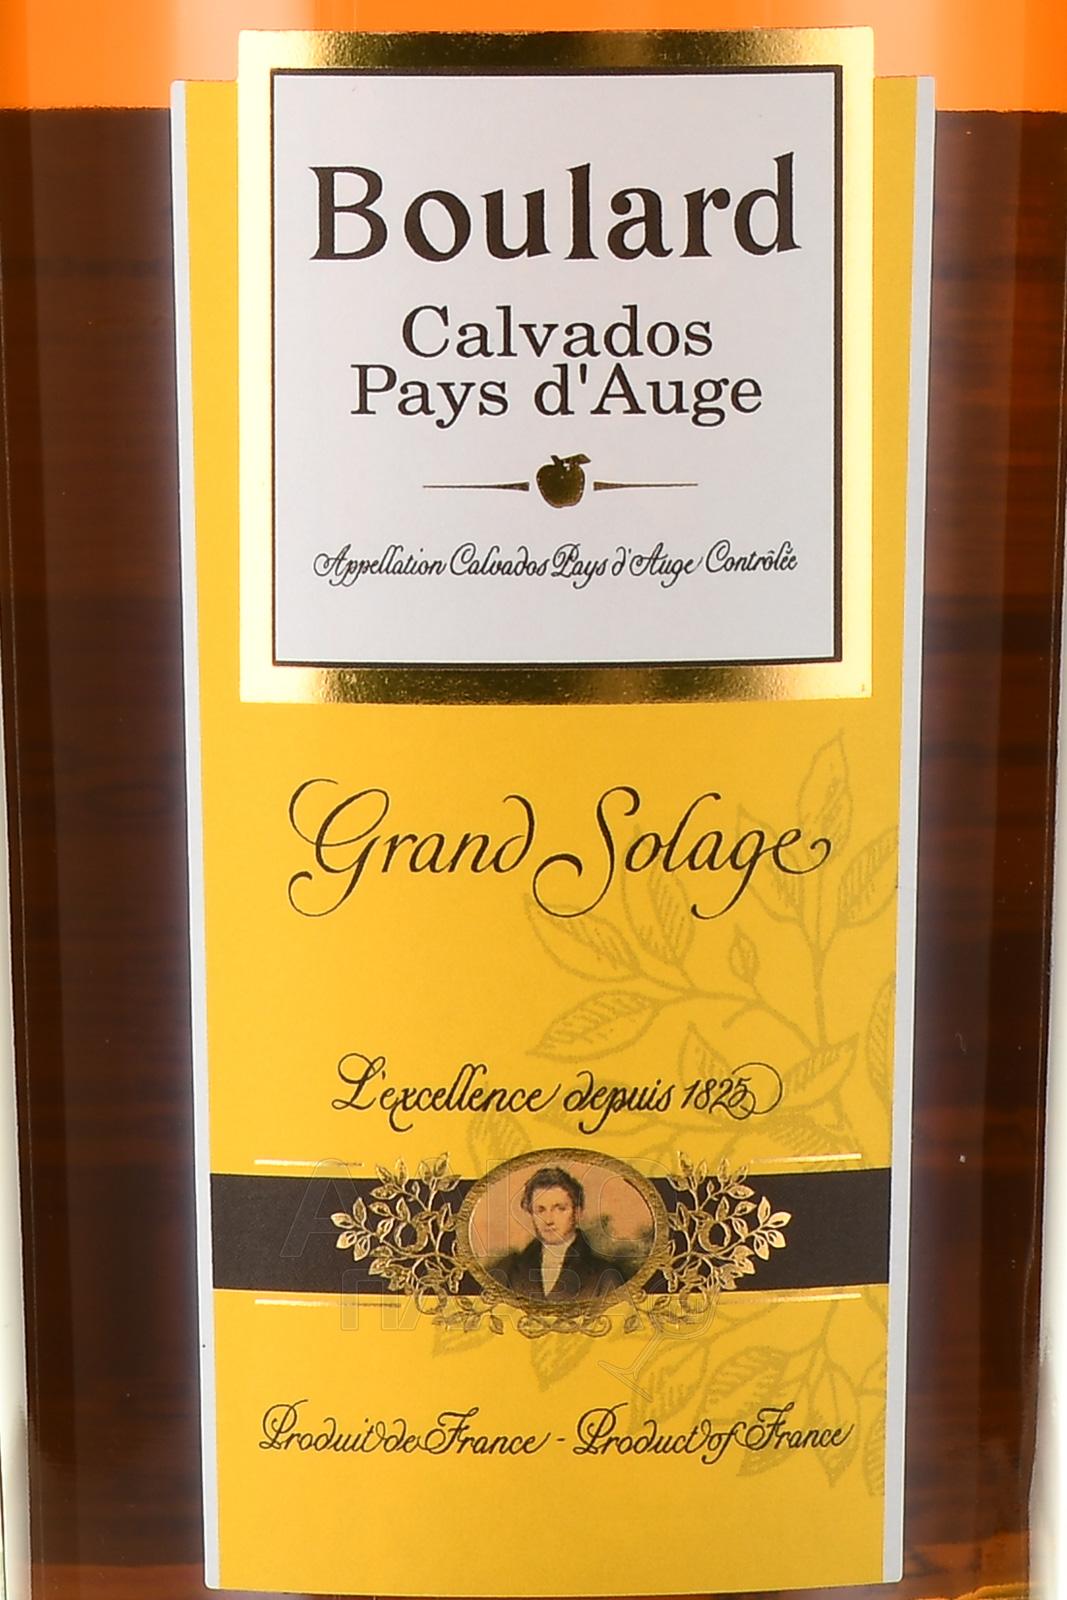 Boulard
Calvados
Pays d'Auge
Appellation Calvados Pays d'Auge Contrôlée
Grand Solage
L'excellence depuis 1825
Produit de France - Product of France